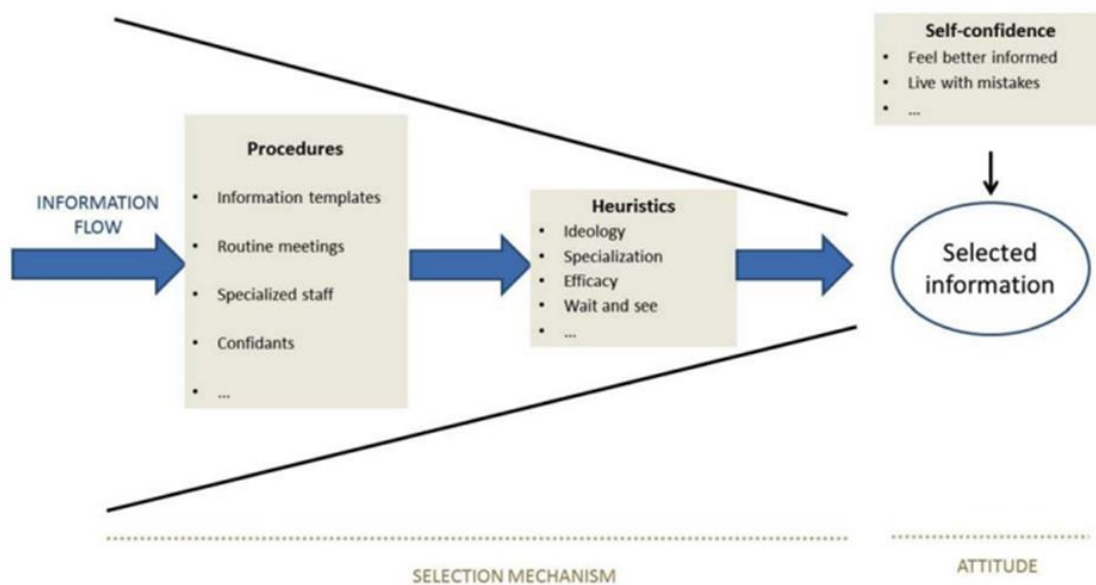 INFORMATION
FLOW
Procedures
• Information templates
• Routine meetings
• Specialized staff
• Confidants
• ...
Heuristics
• Ideology
• Specialization
• Efficacy
• Wait and see
• ...
Self-confidence
• Feel better informed
• Live with mistakes
• ...
Selected
information
SELECTION MECHANISM
ATTITUDE